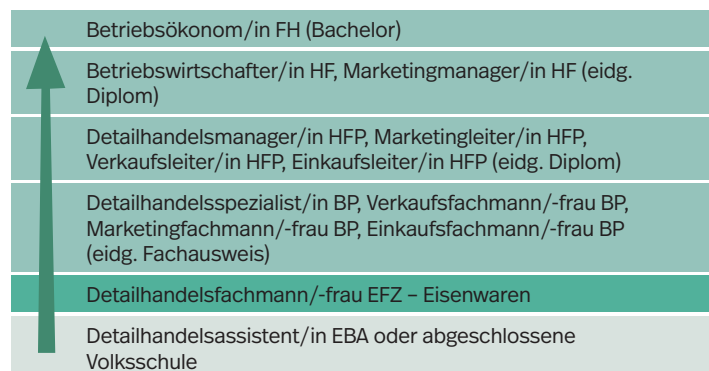 Betriebsökonom/in FH (Bachelor)
Betriebswirtschafter/in HF, Marketingmanager/in HF (eidg.
Diplom)
Detailhandelsmanager/in HFP, Marketingleiter/in HFP,
Verkaufsleiter/in HFP, Einkaufsleiter/in HFP (eidg. Diplom)
Detailhandelsspezialist/in BP, Verkaufsfachmann/-frau BP,
Marketingfachmann/-frau BP, Einkaufsfachmann/-frau BP
(eidg. Fachausweis)
Detailhandelsfachmann/-frau EFZ – Eisenwaren
Detailhandelsassistent/in EBA oder abgeschlossene
Volksschule